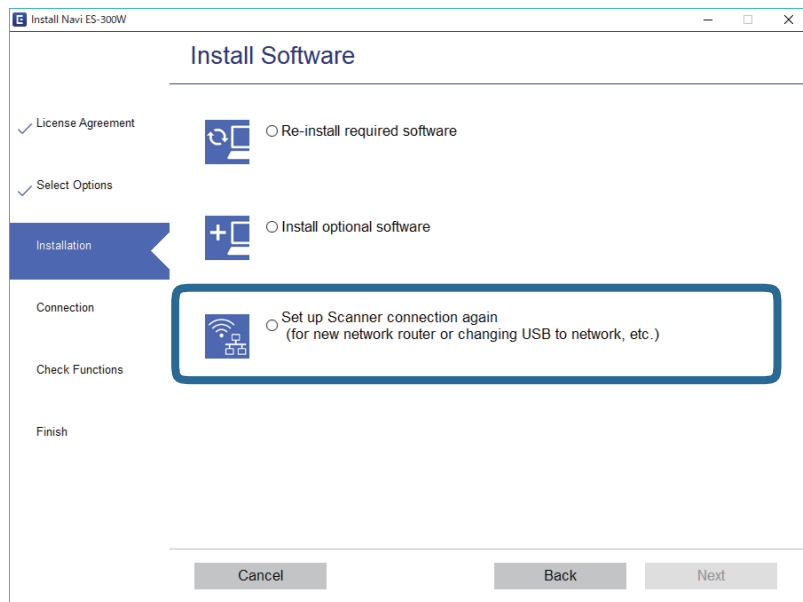 E Install Navi ES-300W
Install Software
License Agreement
Select Options
Installation
Connection
Check Functions
Finish
Re-install required software
Install optional software
Set up Scanner connection again
(for new network router or changing USB to network, etc.)
Cancel
Back
Next